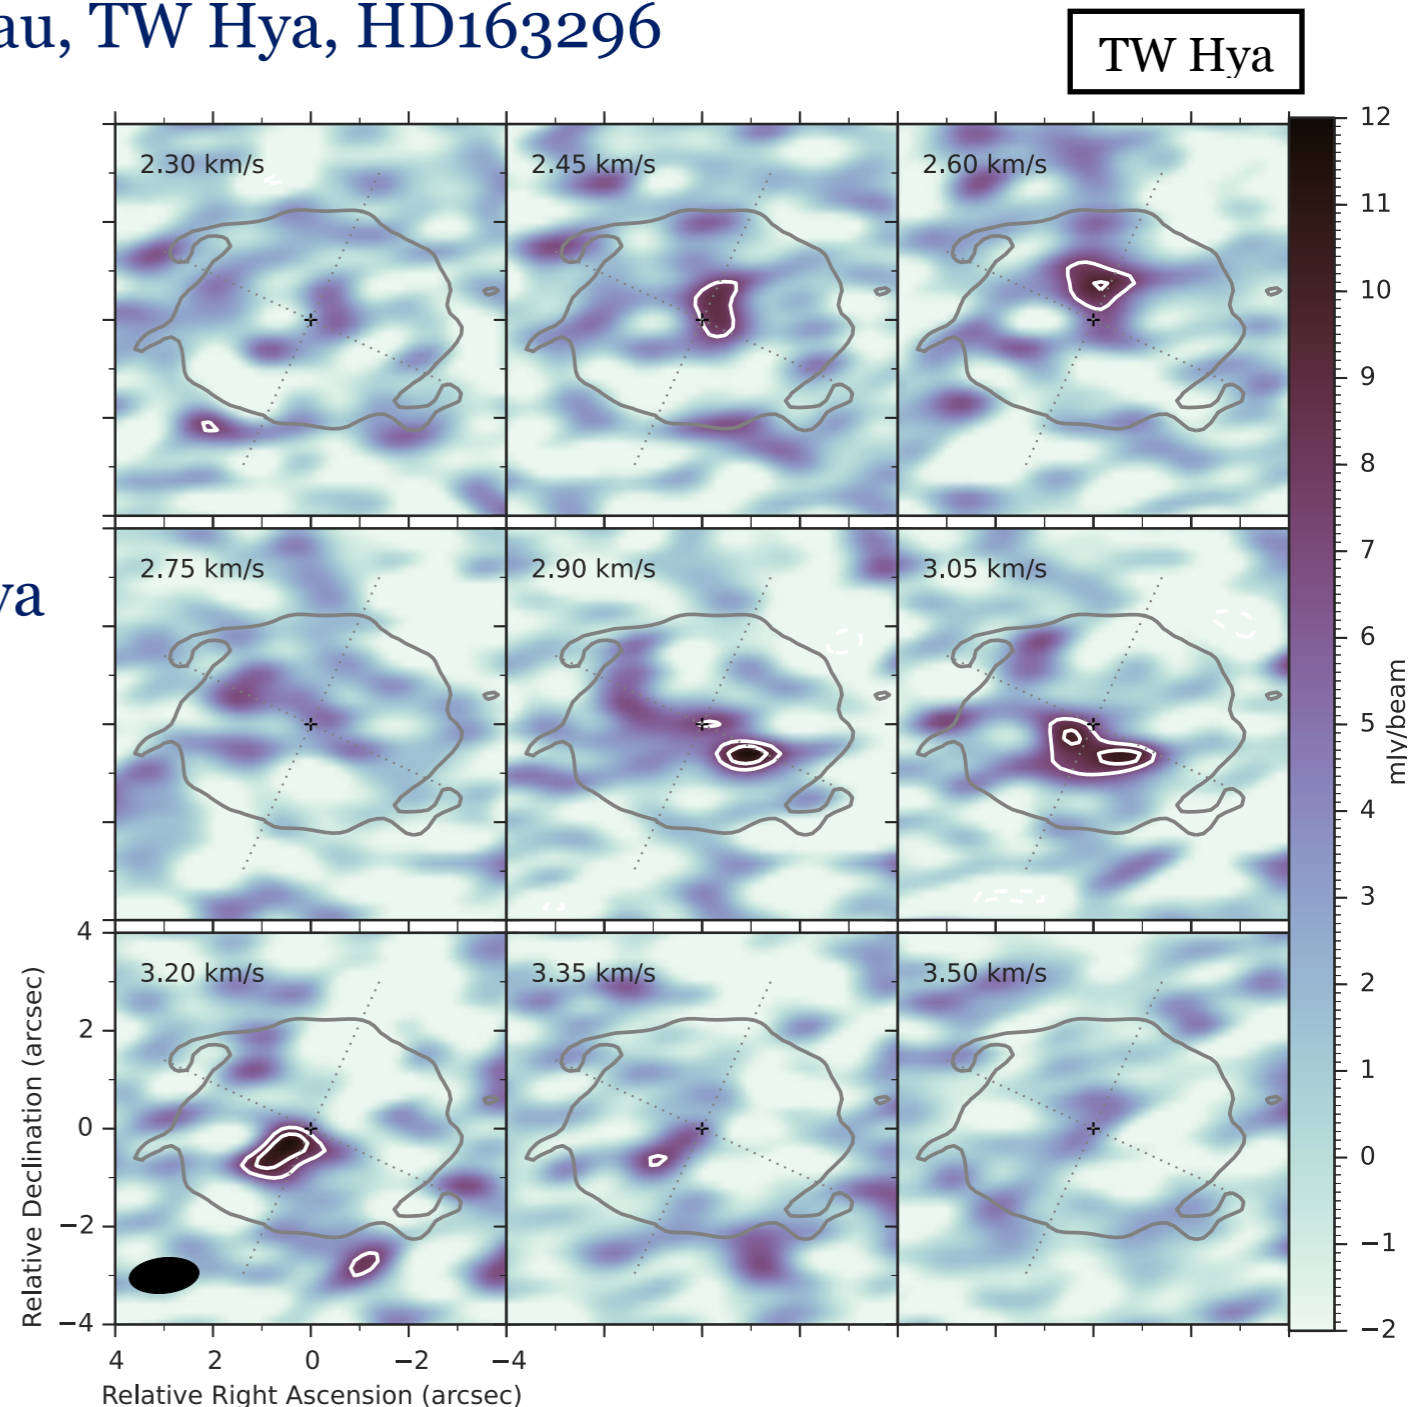 au, TW Hya, HD163296
TW Hya
2.30 km/s
2.45 km/s
2.60 km/s
ya
2.75 km/s
2.90 km/s
3.05 km/s
3.20 km/s
3.35 km/s
3.50 km/s
12
11
10
9
8
7
6
5
4
3
2
1
0
−1
−2
mJy/beam
4
2
0
−2
−4
Relative Declination (arcsec)
4
2
0
−2
−4
Relative Right Ascension (arcsec)